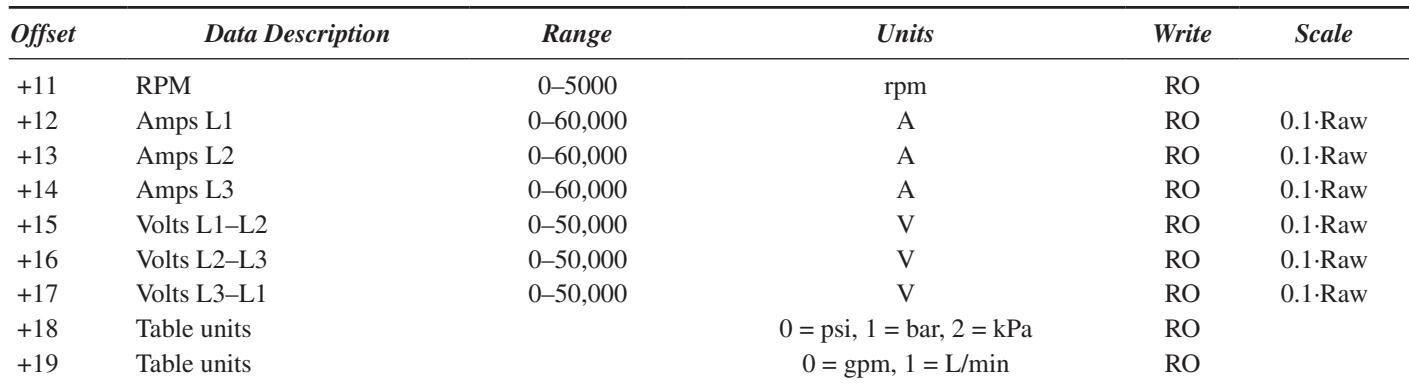 Offset Data Description Range Units Write Scale
+11 RPM 0–5000 rpm RO
+12 Amps L1 0–60,000 A RO 0.1·Raw
+13 Amps L2 0–60,000 A RO 0.1·Raw
+14 Amps L3 0–60,000 A RO 0.1·Raw
+15 Volts L1–L2 0–50,000 V RO 0.1·Raw
+16 Volts L2–L3 0–50,000 V RO 0.1·Raw
+17 Volts L3–L1 0–50,000 V RO 0.1·Raw
+18 Table units 0 = psi, 1 = bar, 2 = kPa RO
+19 Table units 0 = gpm, 1 = L/min RO